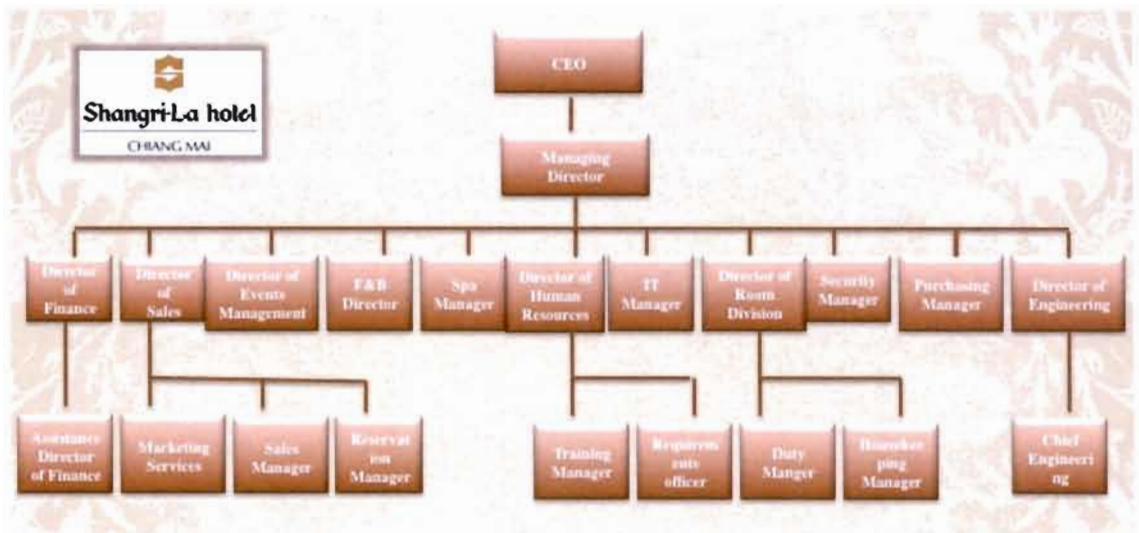 Shangri-La hotel
CHIANG MAI
CEO
Managing
Director
Director
of
Finance
Director
of
Sales
Director of
Events
Management
F&B
Director
Spa
Manager
Director of
Human
Resources
IT
Manager
Director of
Room
Division
Security
Manager
Purchasing
Manager
Director of
Engineering
Assistance
Director
of Finance
Marketing
Services
Sales
Manager
Reservat
ion
Manager
Training
Manager
Requirem
ents
officer
Duty
Manger
Housekee
ping
Manager
Chief
Engineeri
ng